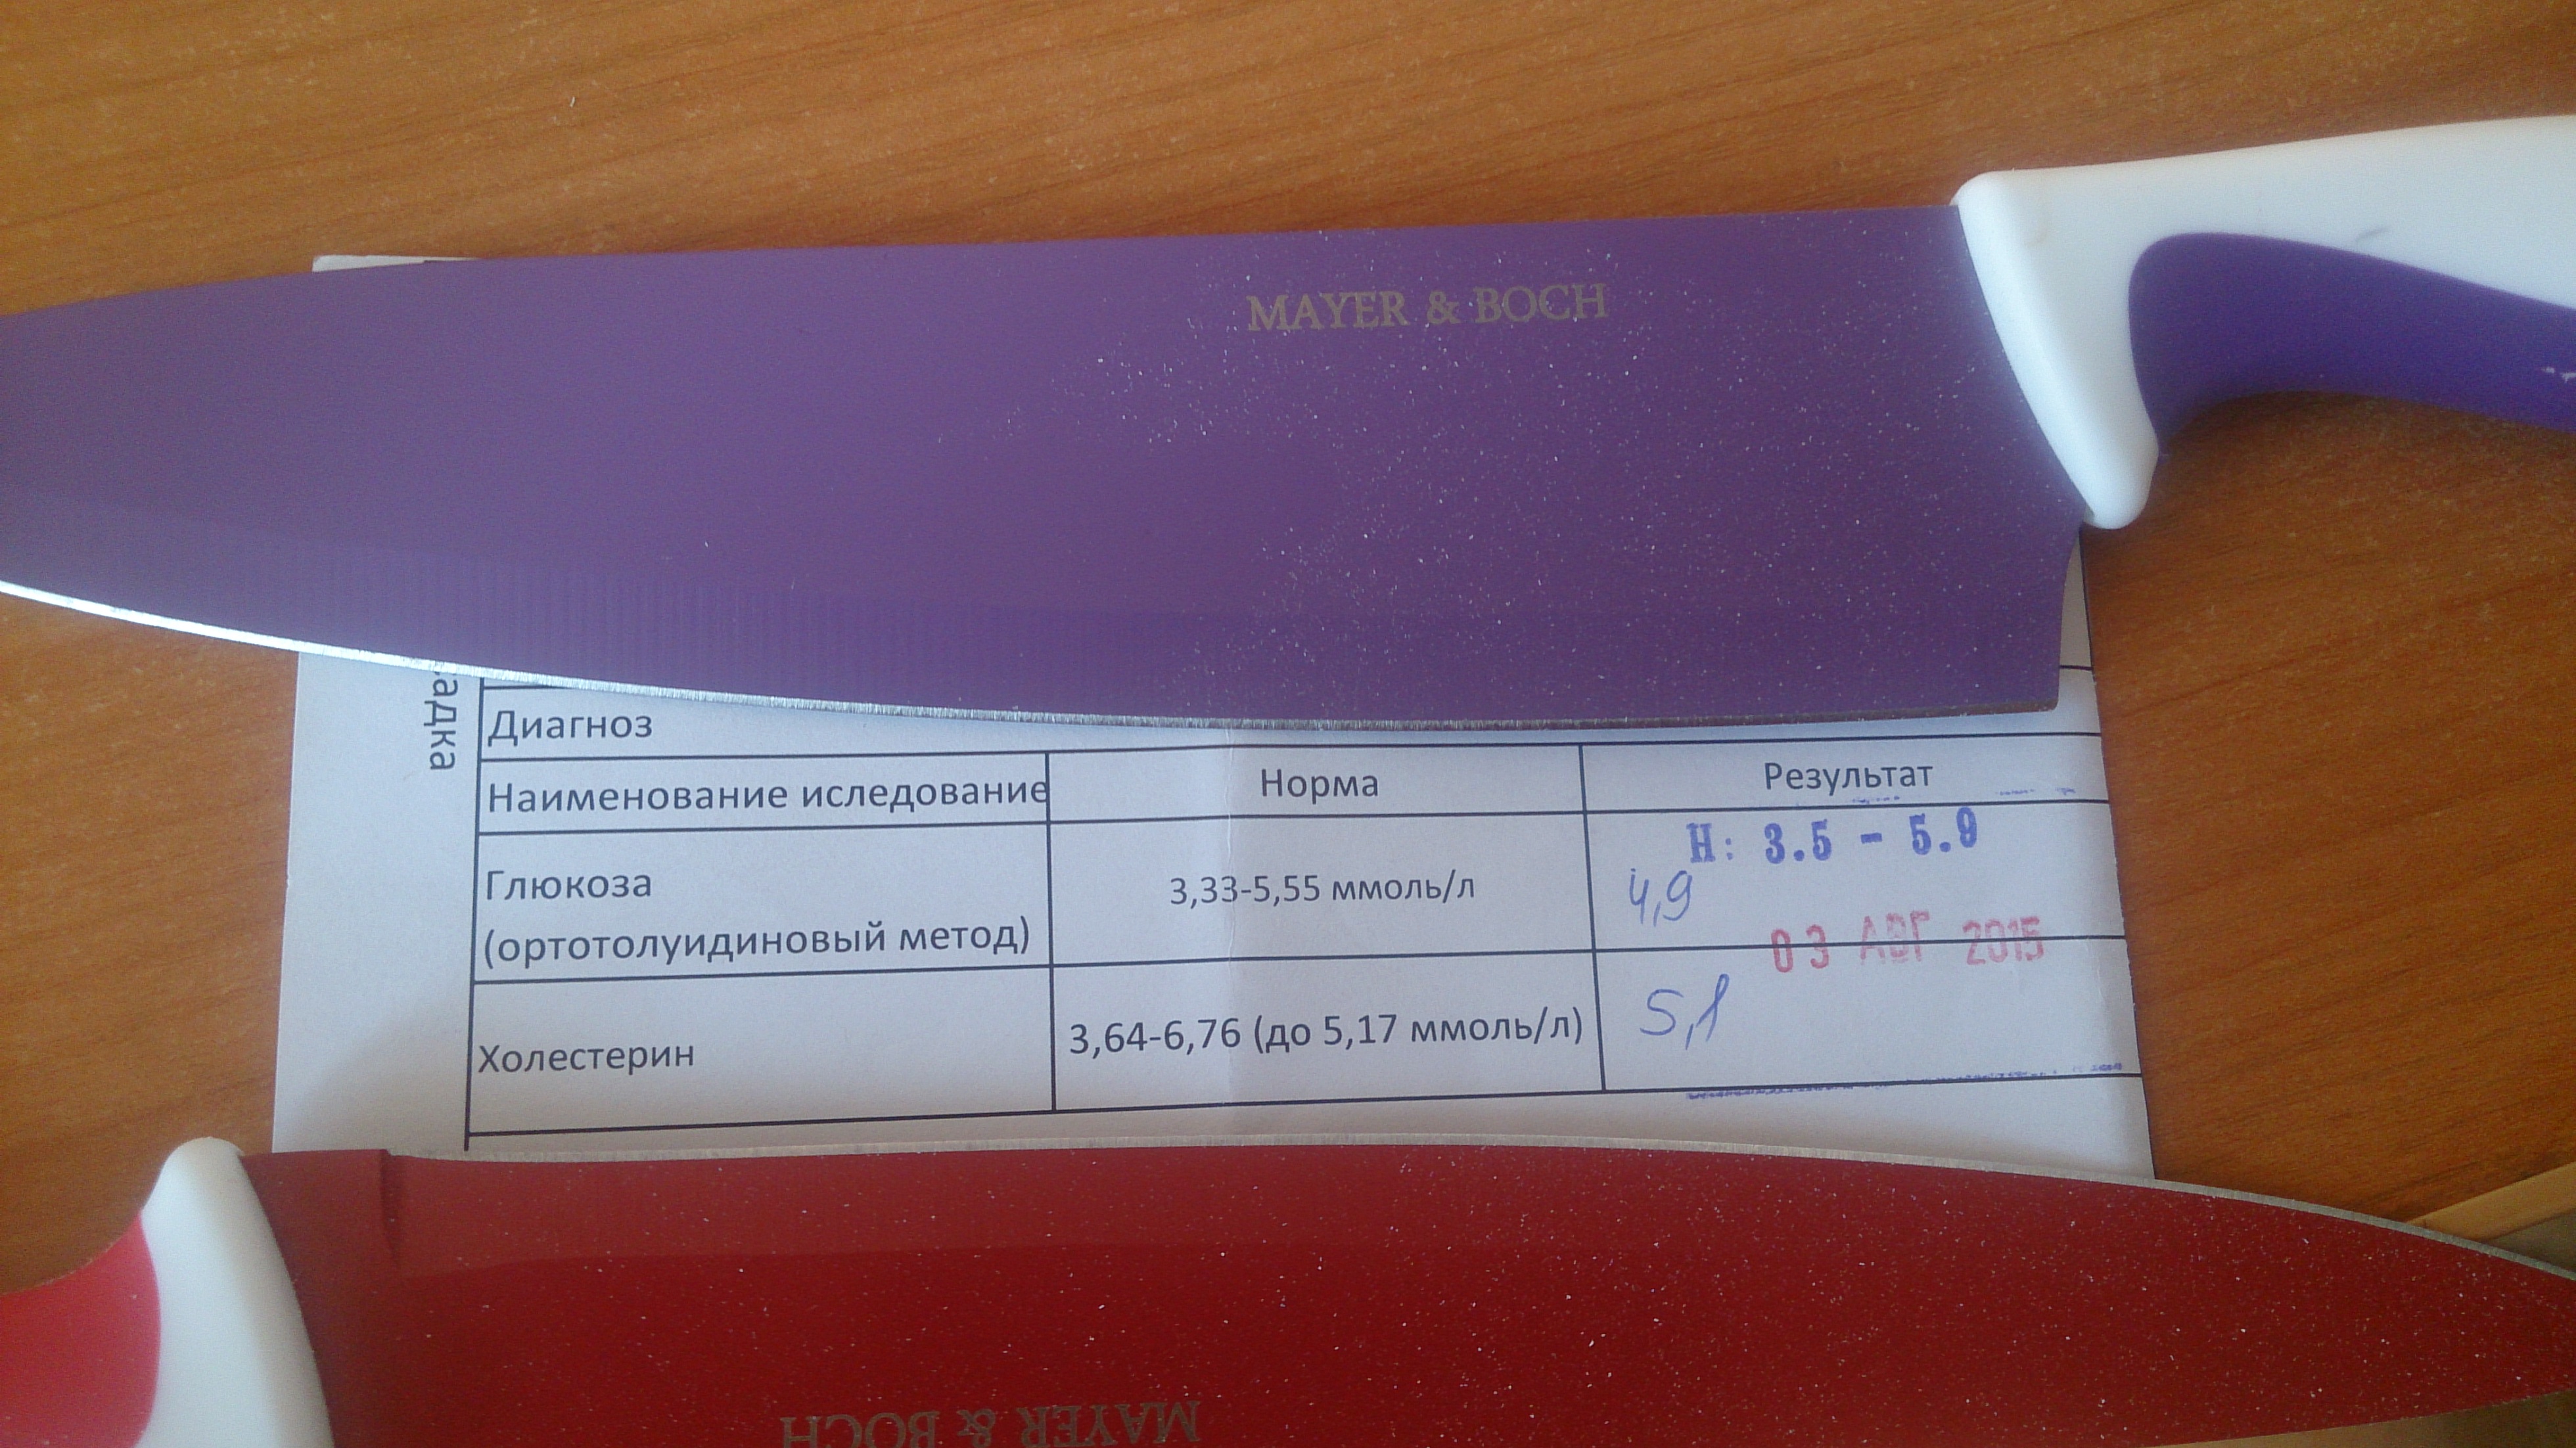 MAYER & BOCH
адка
Диагноз
Наименование иследование
Норма
Результат
Глюкоза
(ортотолуидиновый метод)
3,33-5,55 ммоль/л
Н: 3.5 - 5.9
4,9
03 АВГ 2015
Холестерин
3,64-6,76 (до 5,17 ммоль/л)
5,1
MAYER & BOCH